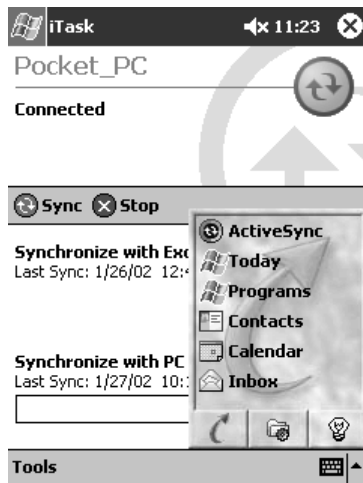 iTask 11:23
Pocket_PC
Connected
Sync Stop
ActiveSync
Synchronize with Exc
Last Sync: 1/26/02 12:4
Today
Programs
Contacts
Calendar
Synchronize with PC
Last Sync: 1/27/02 10:
Inbox
Tools